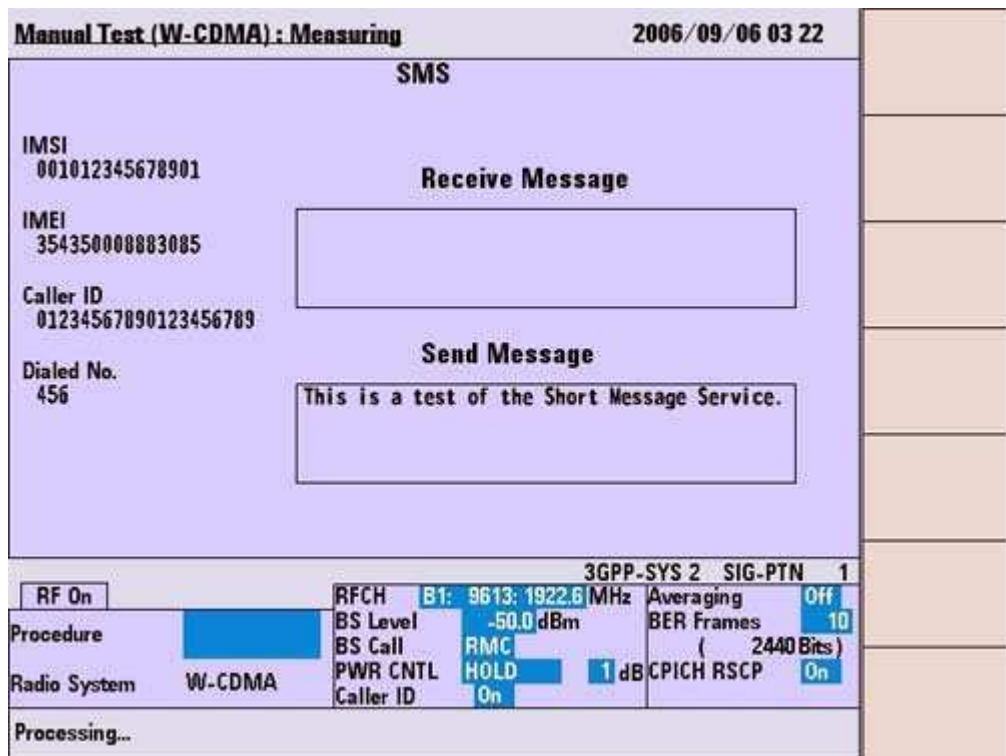 Manual Test (W-CDMA) : Measuring 2006/09/06 03 22
SMS
IMSI
001012345678901
Receive Message
IMEI
354350008883085
Caller ID
01234567890123456789
Send Message
Dialed No.
456
This is a test of the Short Message Service.
3GPP-SYS 2 SIG-PTN 1
RF On
RFCH B1: 9613: 1922.6 MHz Averaging Off
Procedure
BS Level -50.0 dBm BER Frames 10
BS Call RMC ( 2440 Bits )
Radio System W-CDMA
PWR CNTL HOLD 1 dB CPICH RSCP On
Caller ID On
Processing...